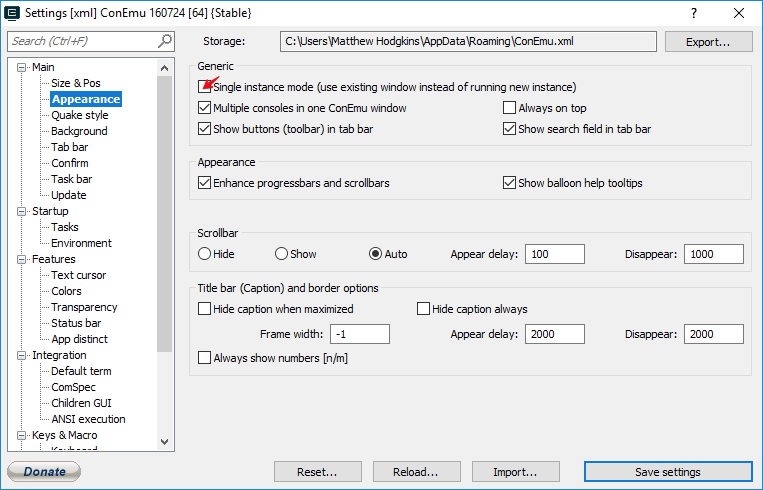 Settings [xml] ConEmu 160724 [64] {Stable}
?
Search (Ctrl+F)
Storage:
C:\Users\Matthew Hodgkins\AppData\Roaming\ConEmu.xml
Export...
Main
Size & Pos
Appearance
Quake style
Background
Tab bar
Confirm
Task bar
Update
Startup
Tasks
Environment
Features
Text cursor
Colors
Transparency
Status bar
App distinct
Integration
Default term
ComSpec
Children GUI
ANSI execution
Keys & Macro
Generic
Single instance mode (use existing window instead of running new instance)
Multiple consoles in one ConEmu window
Always on top
Show buttons (toolbar) in tab bar
Show search field in tab bar
Appearance
Enhance progressbars and scrollbars
Show balloon help tooltips
Scrollbar
Hide
Show
Auto
Appear delay:
100
Disappear:
1000
Title bar (Caption) and border options
Hide caption when maximized
Hide caption always
Frame width:
-1
Appear delay:
2000
Disappear:
2000
Always show numbers [n/m]
Donate
Reset...
Reload...
Import...
Save settings